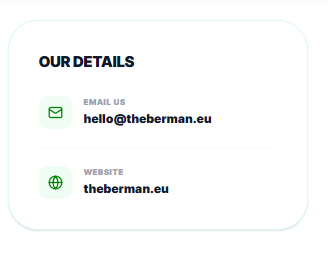 OUR DETAILS
EMAIL US
hello@theberman.eu
WEBSITE
theberman.eu